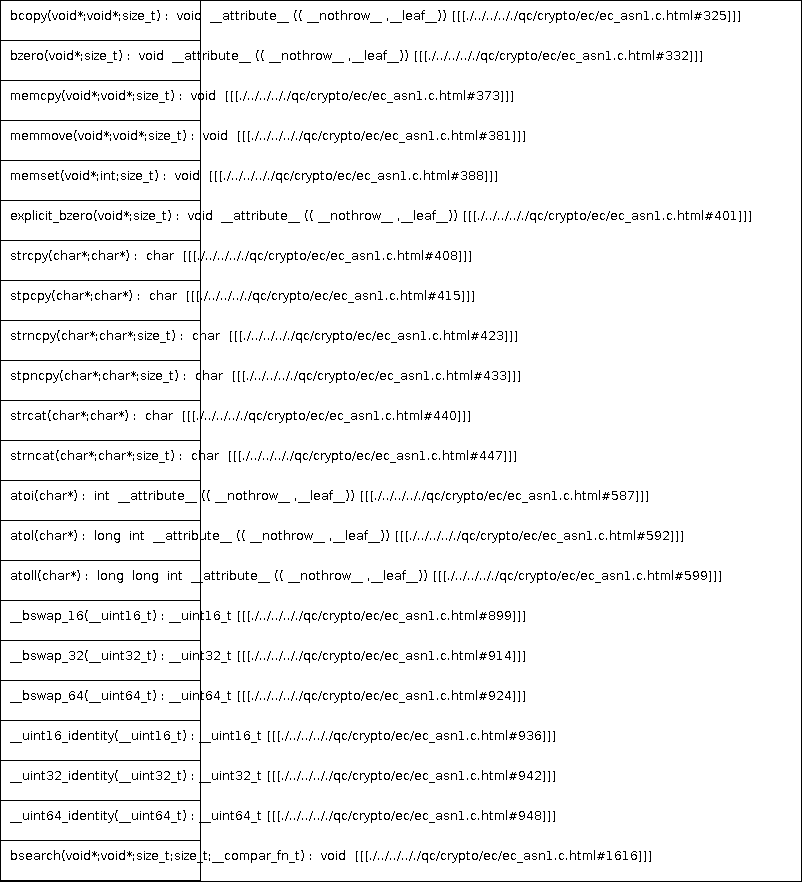 bcopy(void*;void*;size_t) : void __attribute__ (( __nothrow__ ,__leaf__)) [[[./../../../../qc/crypto/ec/ec_asn1.c.html#325]]]
bzero(void*;size_t) : void __attribute__ (( __nothrow__ ,__leaf__)) [[[./../../../../qc/crypto/ec/ec_asn1.c.html#332]]]
memcpy(void*;void*;size_t) : void [[[./../../../../qc/crypto/ec/ec_asn1.c.html#373]]]
memmove(void*;void*;size_t) : void [[[./../../../../qc/crypto/ec/ec_asn1.c.html#381]]]
memset(void*;int;size_t) : void [[[./../../../../qc/crypto/ec/ec_asn1.c.html#388]]]
explicit_bzero(void*;size_t) : void __attribute__ (( __nothrow__ ,__leaf__)) [[[./../../../../qc/crypto/ec/ec_asn1.c.html#401]]]
strcpy(char*;char*) : char [[[./../../../../qc/crypto/ec/ec_asn1.c.html#408]]]
stpcpy(char*;char*) : char [[[./../../../../qc/crypto/ec/ec_asn1.c.html#415]]]
strncpy(char*;char*;size_t) : char [[[./../../../../qc/crypto/ec/ec_asn1.c.html#423]]]
stpncpy(char*;char*;size_t) : char [[[./../../../../qc/crypto/ec/ec_asn1.c.html#433]]]
strcat(char*;char*) : char [[[./../../../../qc/crypto/ec/ec_asn1.c.html#440]]]
strncat(char*;char*;size_t) : char [[[./../../../../qc/crypto/ec/ec_asn1.c.html#447]]]
atoi(char*) : int __attribute__ (( __nothrow__ ,__leaf__)) [[[./../../../../qc/crypto/ec/ec_asn1.c.html#587]]]
atol(char*) : long int __attribute__ (( __nothrow__ ,__leaf__)) [[[./../../../../qc/crypto/ec/ec_asn1.c.html#592]]]
atoll(char*) : long long int __attribute__ (( __nothrow__ ,__leaf__)) [[[./../../../../qc/crypto/ec/ec_asn1.c.html#599]]]
__bswap_16(__uint16_t) : __uint16_t [[[./../../../../qc/crypto/ec/ec_asn1.c.html#899]]]
__bswap_32(__uint32_t) : __uint32_t [[[./../../../../qc/crypto/ec/ec_asn1.c.html#914]]]
__bswap_64(__uint64_t) : __uint64_t [[[./../../../../qc/crypto/ec/ec_asn1.c.html#924]]]
__uint16_identity(__uint16_t) : __uint16_t [[[./../../../../qc/crypto/ec/ec_asn1.c.html#936]]]
__uint32_identity(__uint32_t) : __uint32_t [[[./../../../../qc/crypto/ec/ec_asn1.c.html#942]]]
__uint64_identity(__uint64_t) : __uint64_t [[[./../../../../qc/crypto/ec/ec_asn1.c.html#948]]]
bsearch(void*;void*;size_t;size_t;__compar_fn_t) : void [[[./../../../../qc/crypto/ec/ec_asn1.c.html#1616]]]